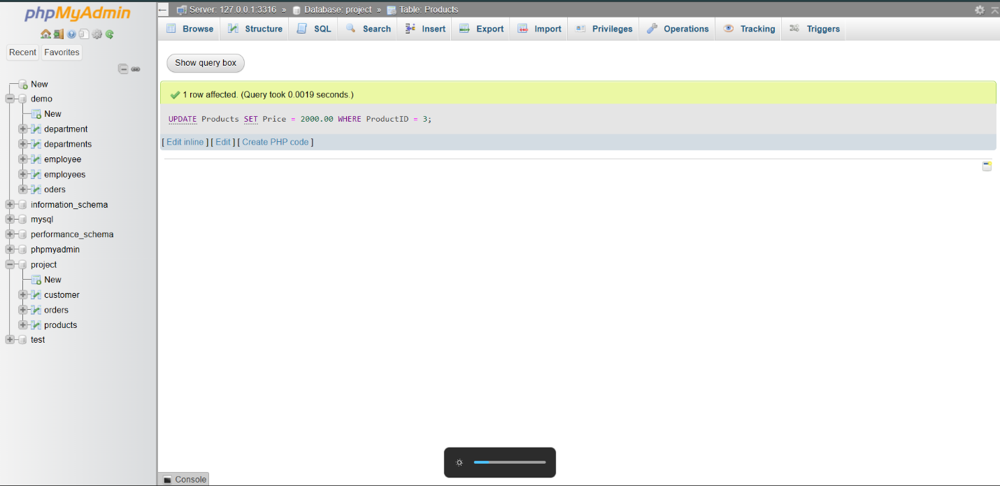 phpMyAdmin
Recent Favorites
New
demo
New
department
departments
employee
employees
oders
information_schema
mysql
performance_schema
phpmyadmin
project
New
customer
orders
products
test
← Server: 127.0.0.1:3316 » Database: project » Table: Products
Browse Structure SQL Search Insert Export Import Privileges Operations Tracking Triggers
Show query box
1 row affected. (Query took 0.0019 seconds.)
UPDATE Products SET Price = 2000.00 WHERE ProductID = 3;
[ Edit inline ] [ Edit ] [ Create PHP code ]
Console